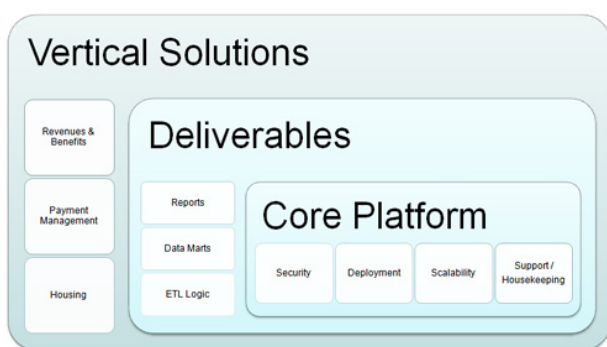 Vertical Solutions
Revenues &
Benefits
Payment
Management
Housing
Deliverables
Reports
Data Marts
ETL Logic
Core Platform
Security
Deployment
Scalability
Support /
Housekeeping